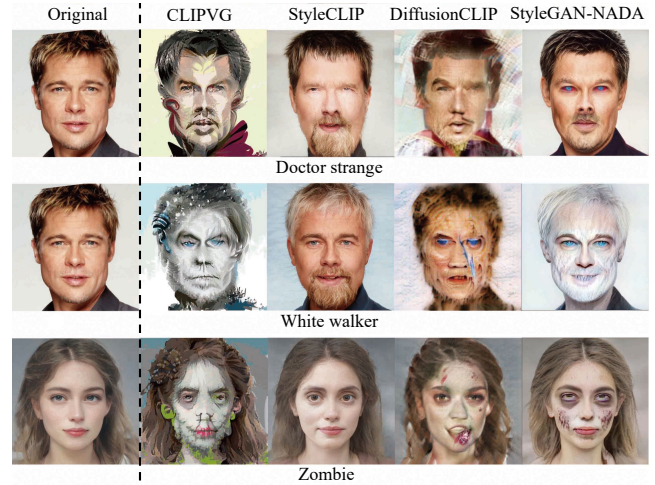 Original CLIPVG StyleCLIP DiffusionCLIP StyleGAN-NADA
Doctor strange
White walker
Zombie